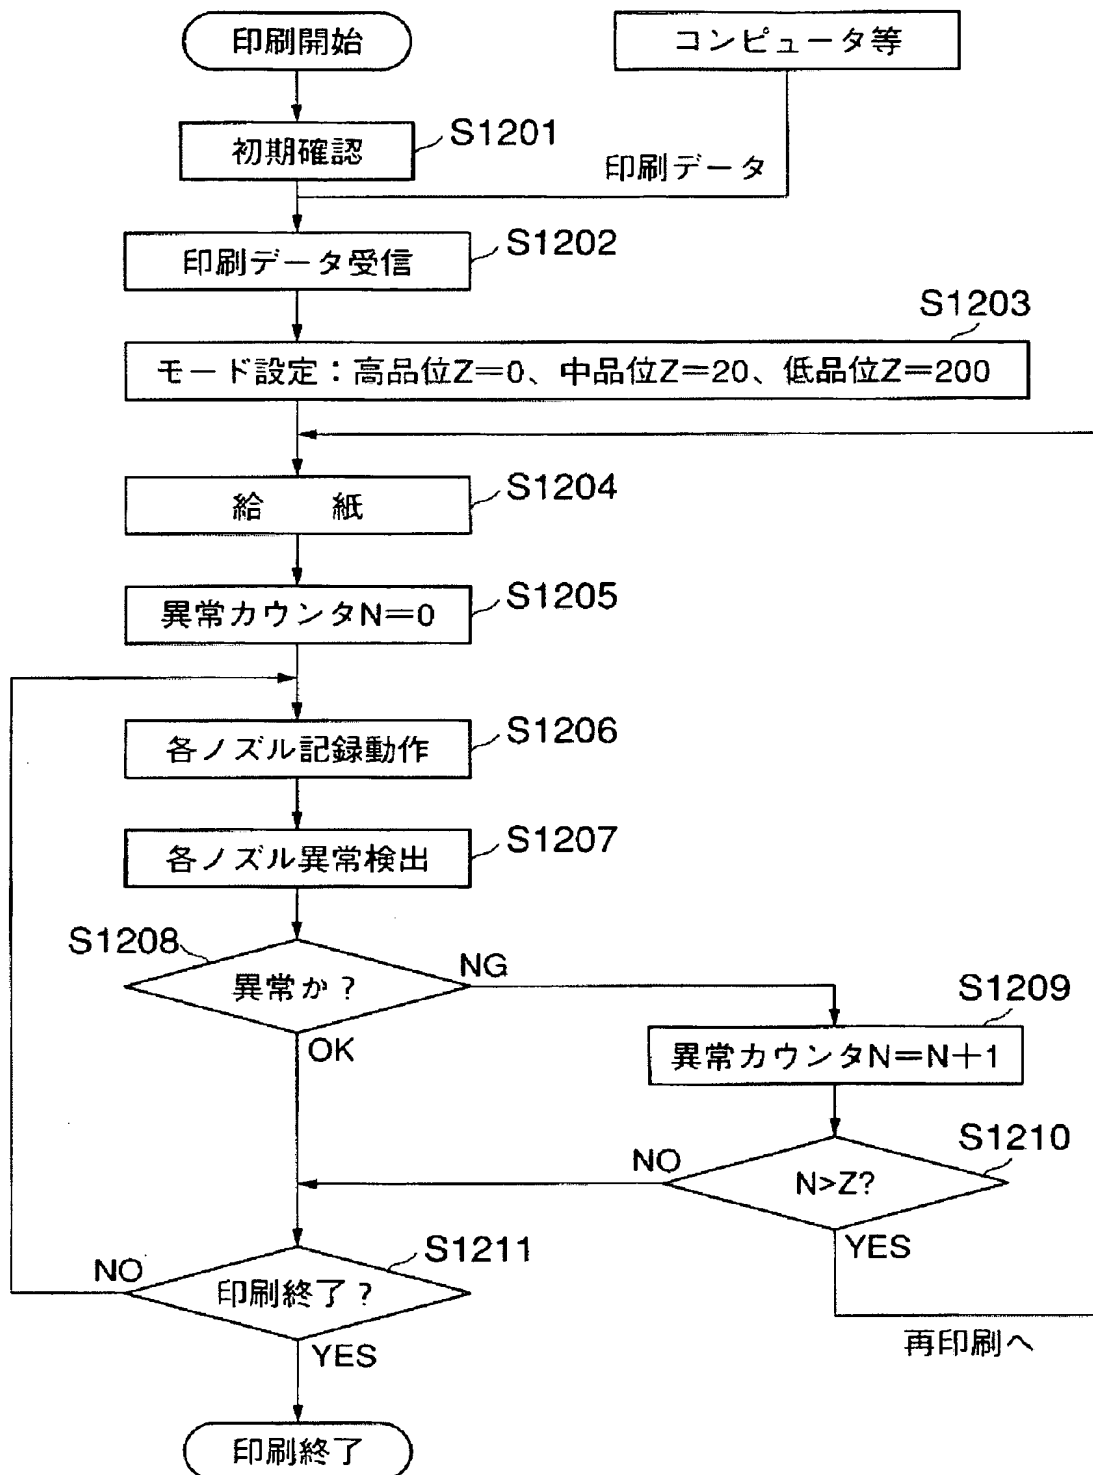 印刷開始
コンピュータ等
S1201
初期確認
印刷データ
S1202
印刷データ受信
S1203
モード設定：高品位Z＝0、中品位Z＝20、低品位Z＝200
S1204
給　　紙
S1205
異常カウンタN＝0
S1206
各ノズル記録動作
S1207
各ノズル異常検出
S1208
異常か？
NG
OK
S1209
異常カウンタN＝N＋1
S1210
N>Z?
NO
YES
S1211
印刷終了？
NO
YES
再印刷へ
印刷終了